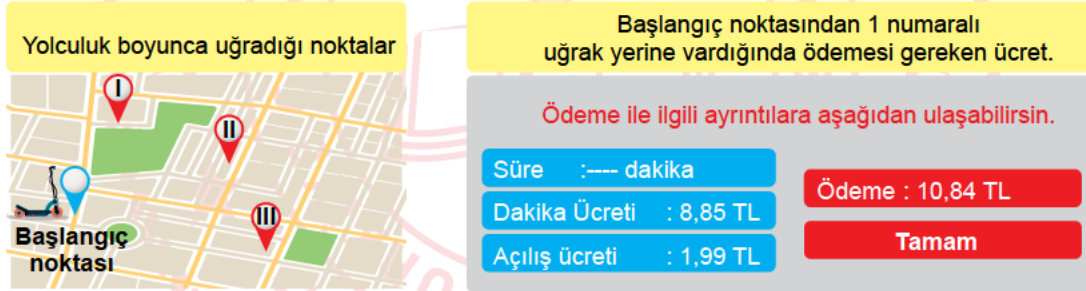 Yolculuk boyunca uğradığı noktalar
I
II
III
Başlangıç
noktası
Başlangıç noktasından 1 numaralı
uğrak yerine vardığında ödemesi gereken ücret.
Ödeme ile ilgili ayrıntılara aşağıdan ulaşabilirsin.
Süre :---- dakika
Dakika Ücreti : 8,85 TL
Açılış ücreti : 1,99 TL
Ödeme : 10,84 TL
Tamam